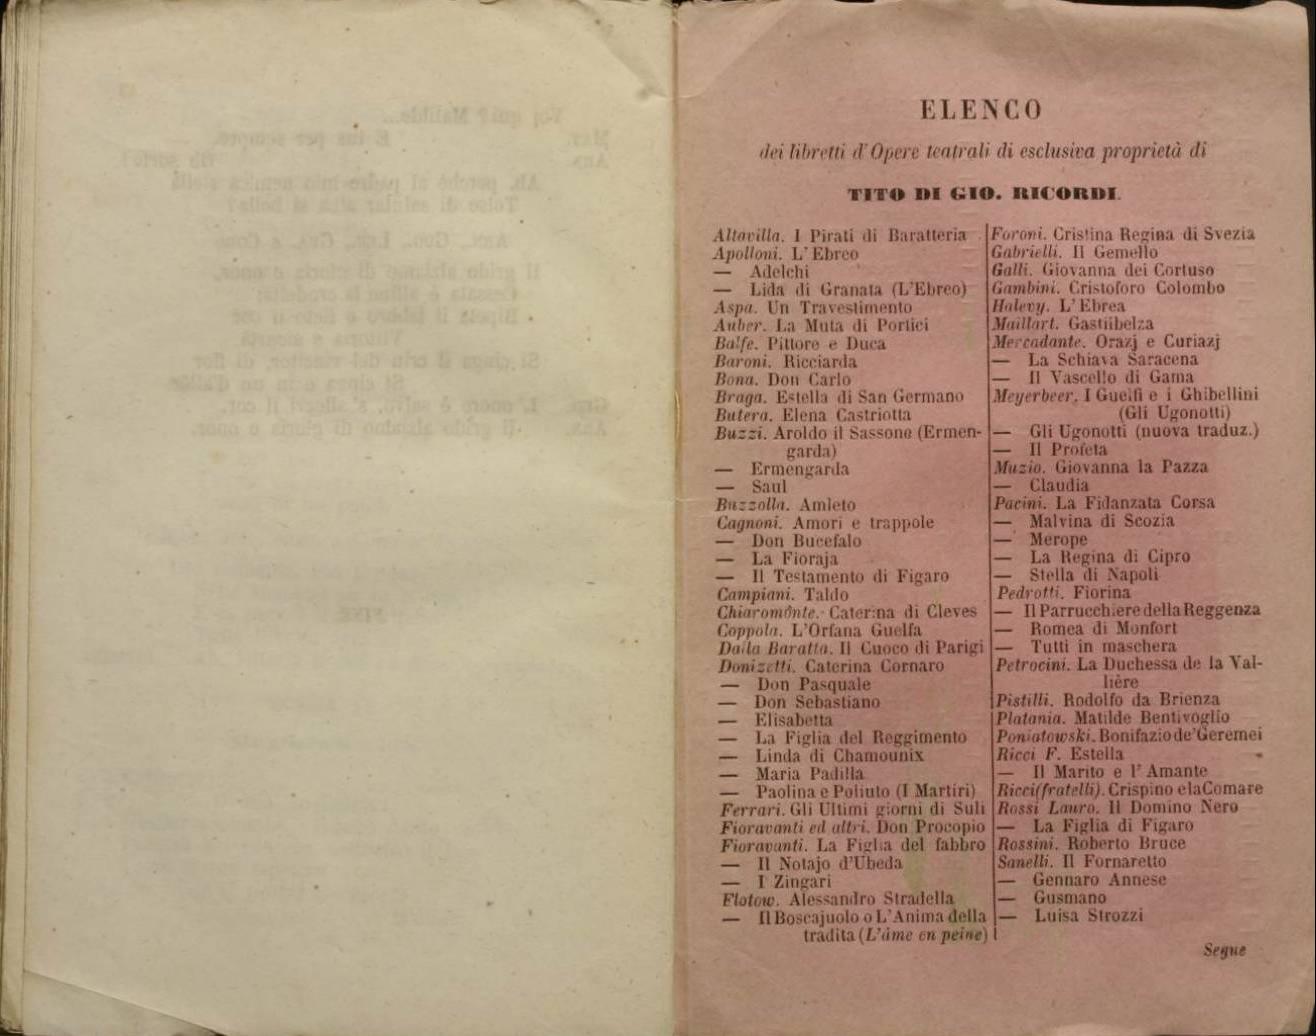 ELENCO
dei libretti d'Opere teatrali di esclusiva proprietà di
TITO DI GIO. RICORDI.
Altavilla. I Pirati di Baratteria
Apolloni. L'Ebreo
— Adelchi
— Lida di Granata (L'Ebreo)
Aspa. Un Travestimento
Auber. La Muta di Portici
Balfe. Pittore e Duca
Baroni. Ricciarda
Bona. Don Carlo
Braga. Estella di San Germano
Butera. Elena Castriotta
Buzzi. Aroldo il Sassone (Ermen-
garda)
— Ermengarda
— Saul
Buzzolla. Amleto
Cagnoni. Amori e trappole
— Don Bucefalo
— La Fioraja
— Il Testamento di Figaro
Campiani. Taldo
Chiaromonte. Caterina di Cleves
Coppola. L'Orfana Guelfa
Dalla Baratta. Il Cuoco di Parigi
Donizetti. Caterina Cornaro
— Don Pasquale
— Don Sebastiano
— Elisabetta
— La Figlia del Reggimento
— Linda di Chamounix
— Maria Padilla
— Paolina e Poliuto (I Martiri)
Ferrari. Gli Ultimi giorni di Suli
Fioravanti ed altri. Don Procopio
Fioravanti. La Figlia del fabbro
— Il Notajo d'Ubeda
— I Zingari
Flotow. Alessandro Stradella
— Il Boscajuolo o L'Anima della
tradita (L'âme en peine)
Foroni. Cristina Regina di Svezia
Gabrielli. Il Gemello
Galli. Giovanna dei Cortuso
Gambini. Cristoforo Colombo
Halevy. L'Ebrea
Maillart. Gastibelza
Mercadante. Orazj e Curiazj
— La Schiava Saracena
— Il Vascello di Gama
Meyerbeer. I Guelfi e i Ghibellini
(Gli Ugonotti)
— Gli Ugonotti (nuova traduz.)
— Il Profeta
Muzio. Giovanna la Pazza
— Claudia
Pacini. La Fidanzata Corsa
— Malvina di Scozia
— Merope
— La Regina di Cipro
— Stella di Napoli
Pedrotti. Fiorina
— Il Parrucchiere della Reggenza
— Romea di Monfort
— Tutti in maschera
Petrocini. La Duchessa de la Val-
lière
Pistilli. Rodolfo da Brienza
Platania. Matilde Bentivoglio
Poniatowski. Bonifazio de' Geremei
Ricci F. Estella
— Il Marito e l'Amante
Ricci (fratelli). Crispino e la Comare
Rossi Lauro. Il Domino Nero
— La Figlia di Figaro
Rossini. Roberto Bruce
Sanelli. Il Fornaretto
— Gennaro Annese
— Gusmano
— Luisa Strozzi
Segue